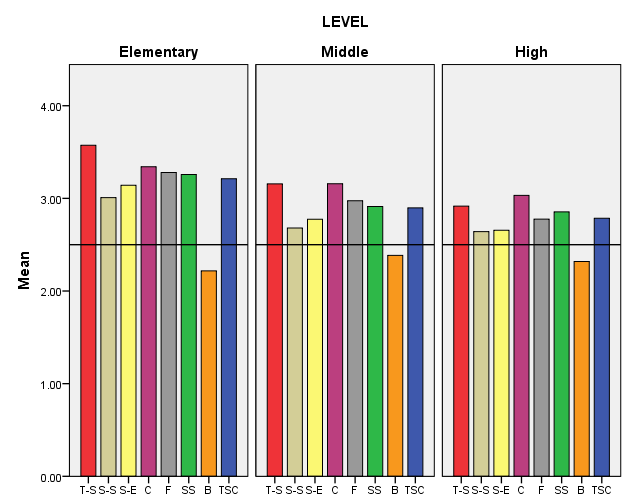 LEVEL
Elementary Middle High
4.00
3.00
2.00
1.00
0.00
Mean
T-S S-S S-E C F SS B TSC T-S S-S S-E C F SS B TSC T-S S-S S-E C F SS B TSC